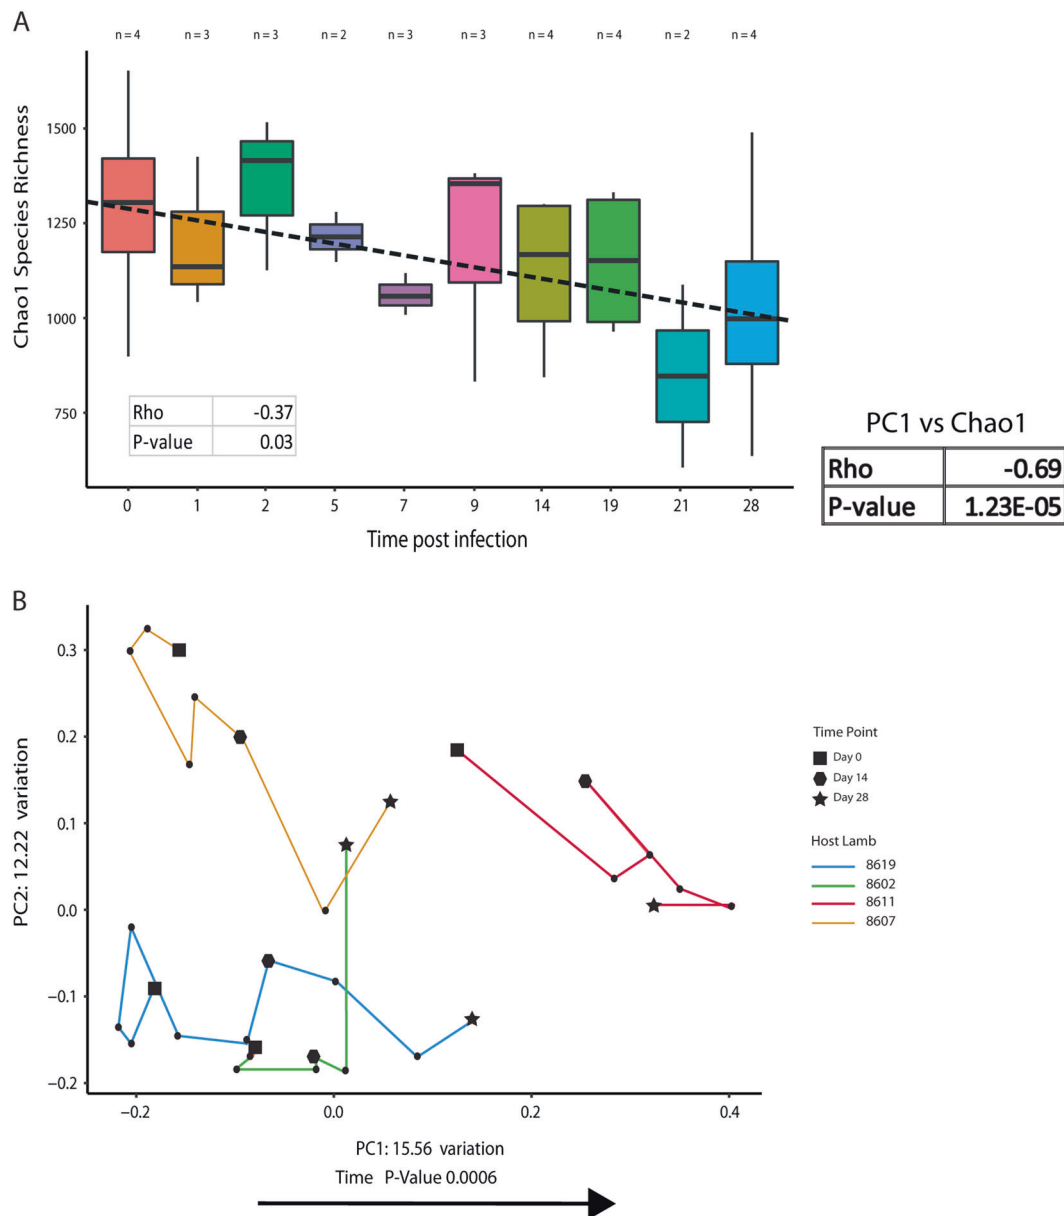 A
n = 4 n = 3 n = 3 n = 2 n = 3 n = 3 n = 4 n = 4 n = 2 n = 4
Chao1 Species Richness
1500
1250
1000
750
Rho -0.37
P-value 0.03
0 1 2 5 7 9 14 19 21 28
Time post infection
PC1 vs Chao1
Rho -0.69
P-value 1.23E-05
B
PC2: 12.22 variation
0.3
0.2
0.1
0.0
−0.1
−0.2
−0.2 0.0 0.2 0.4
PC1: 15.56 variation
Time P-Value 0.0006
Time Point
Day 0
Day 14
Day 28
Host Lamb
8619
8602
8611
8607